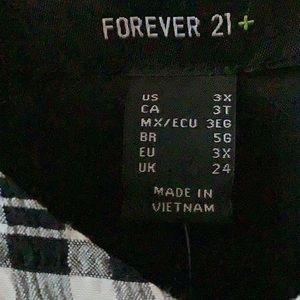 FOREVER 21+
US 3X
CA 3T
MX/ECU 3EG
BR 5G
EU 3X
UK 24
MADE IN
VIETNAM